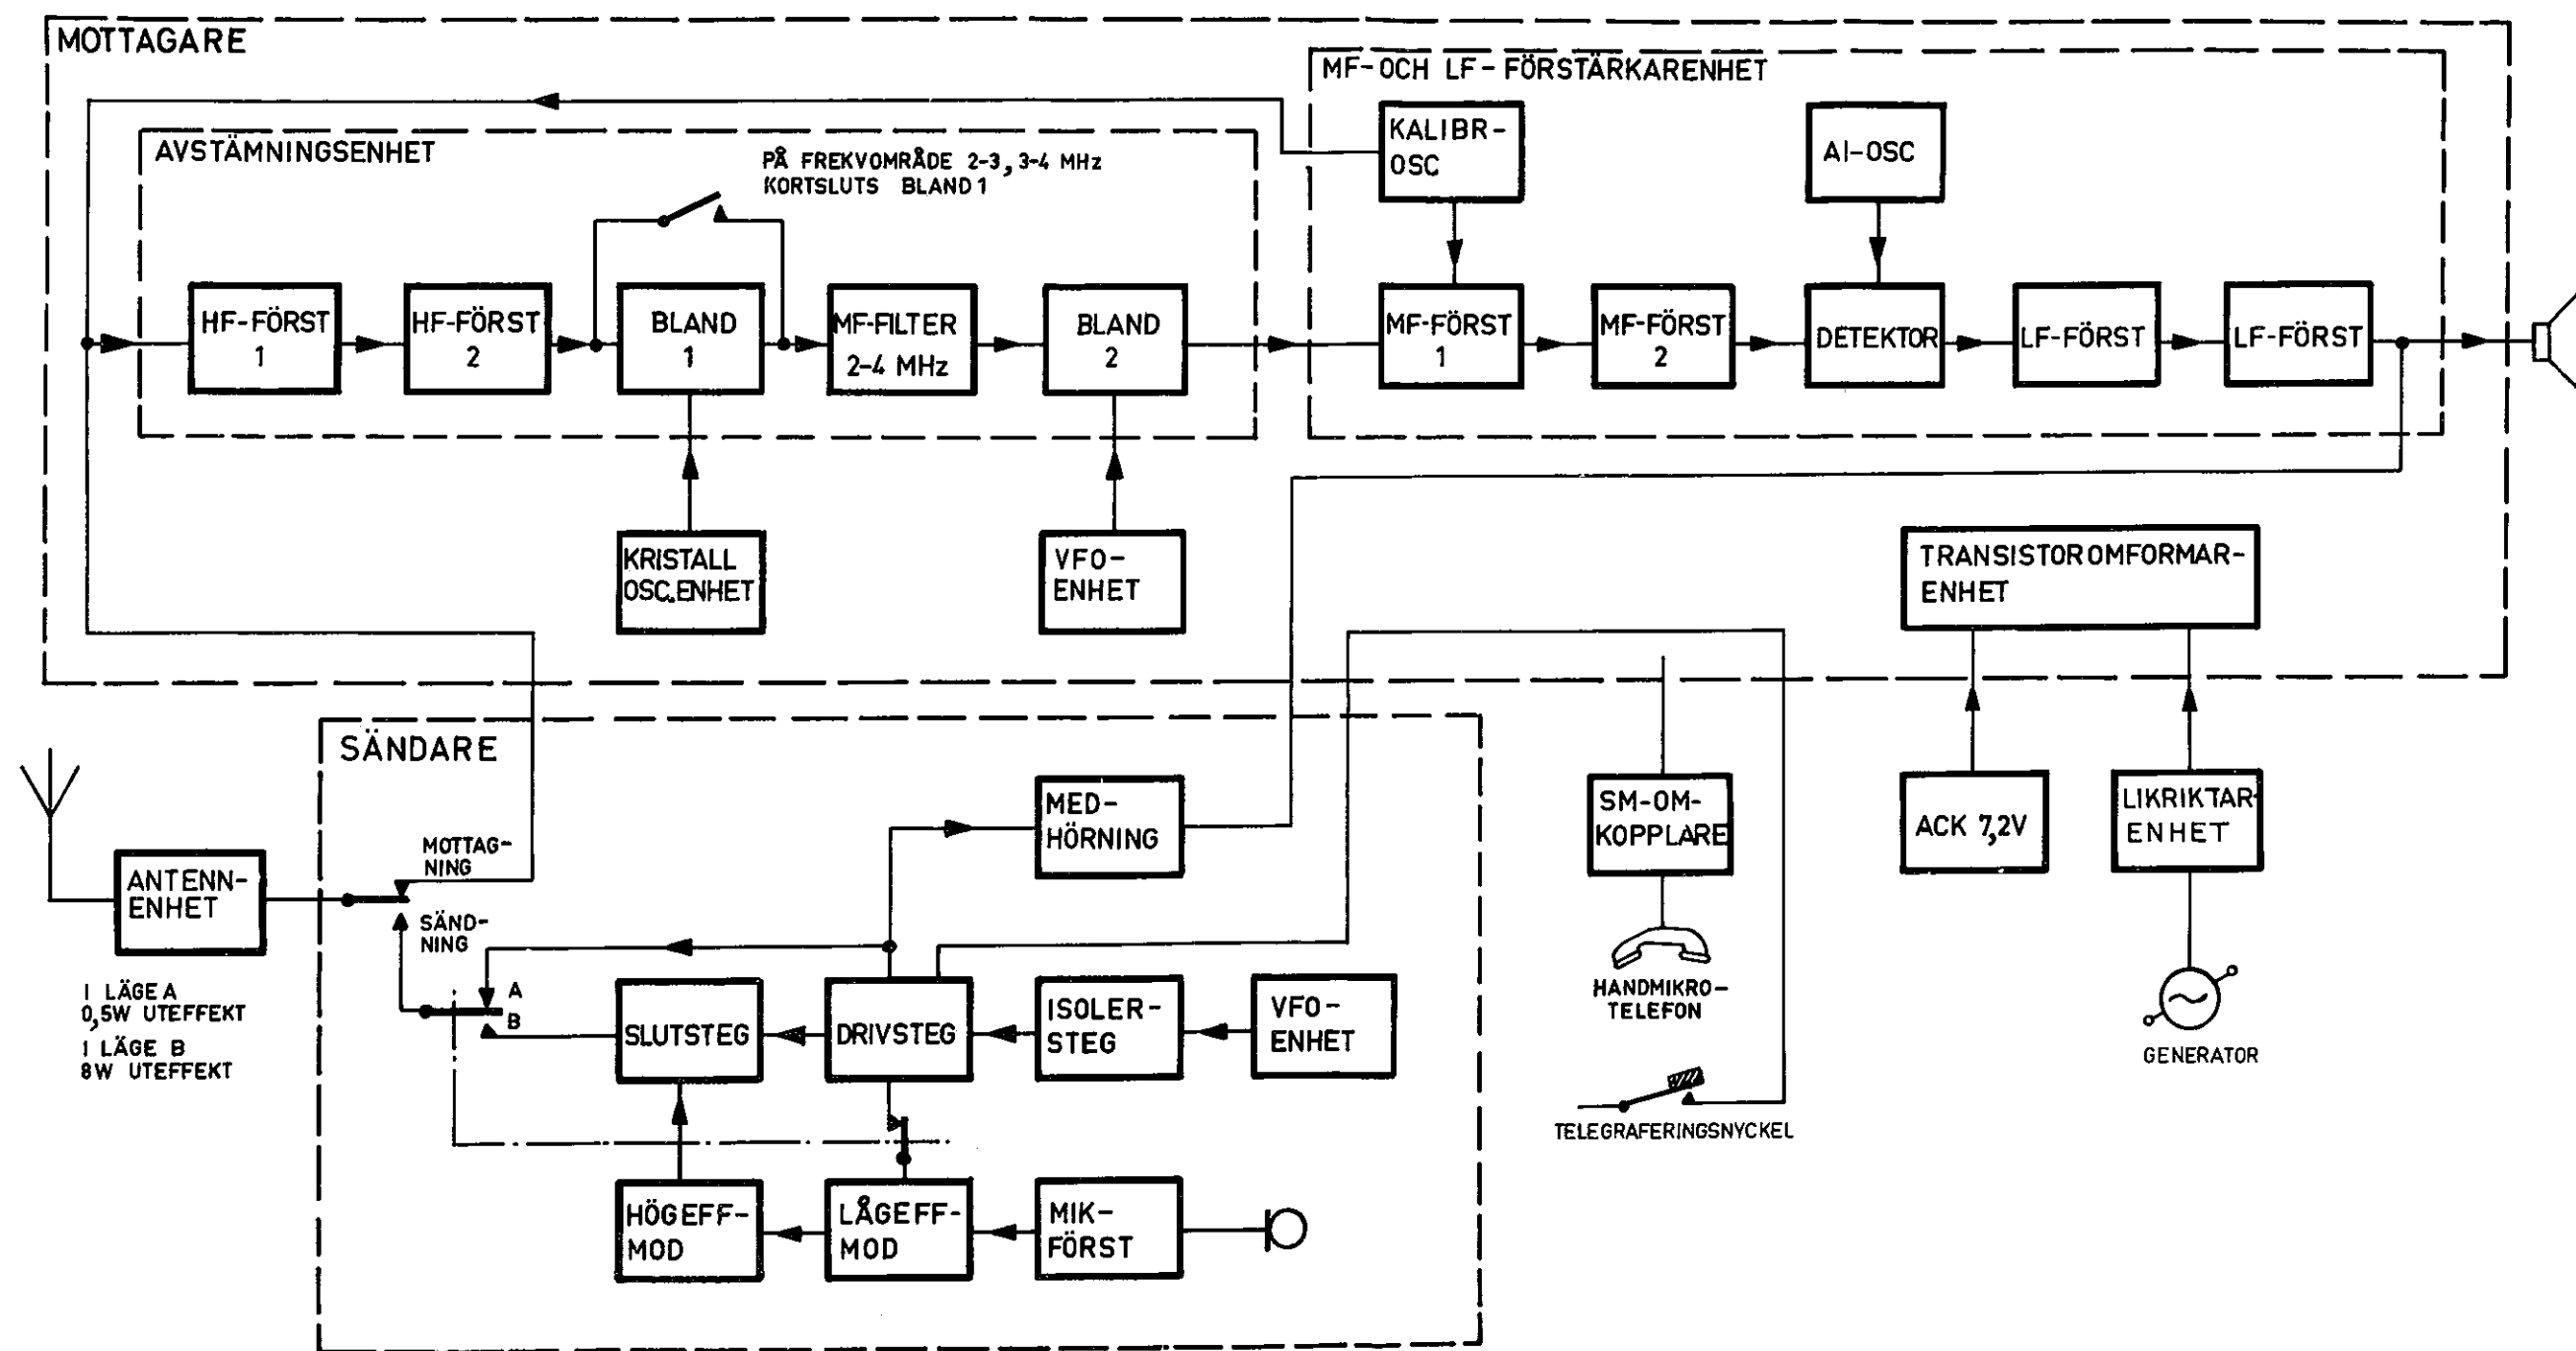 MOTTAGARE
MF-OCH LF-FÖRSTÄRKARENHET
AVSTÄMNINGSENHET
PÅ FREKVOMRÅDE 2-3, 3-4 MHz
KORTSLUTS BLAND 1
KALIBR-
OSC
A1-OSC
HF-FÖRST
1
HF-FÖRST
2
BLAND
1
MF-FILTER
2-4 MHz
BLAND
2
MF-FÖRST
1
MF-FÖRST
2
DETEKTOR
LF-FÖRST
LF-FÖRST
KRISTALL
OSC.ENHET
VFO-
ENHET
TRANSISTOROMFORMAR-
ENHET
SÄNDARE
MED-
HÖRNING
SM-OM-
KOPPLARE
ACK 7,2V
LIKRIKTAR-
ENHET
MOTTAG-
NING
ANTENN-
ENHET
SÄND-
NING
I LÄGE A
0,5W UTEFFEKT
I LÄGE B
8W UTEFFEKT
A
B
SLUTSTEG
DRIVSTEG
ISOLER-
STEG
VFO-
ENHET
HANDMIKRO-
TELEFON
GENERATOR
TELEGRAFERINGSNYCKEL
HÖGEFF-
MOD
LÅGEFF-
MOD
MIK-
FÖRST